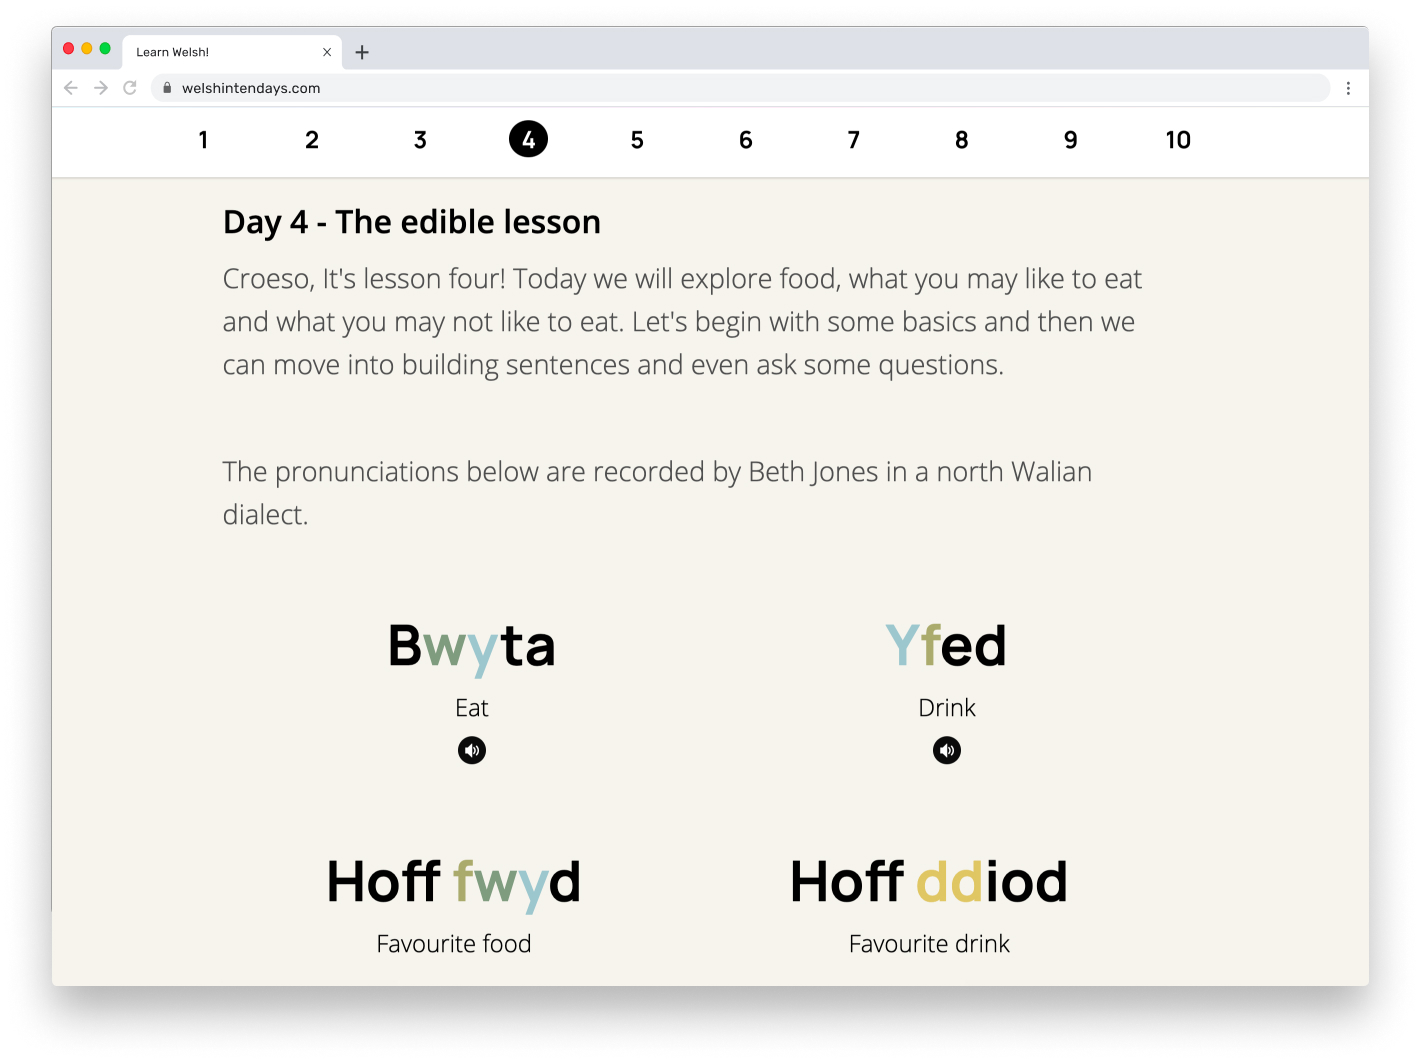 Learn Welsh!
welshintendays.com
1 2 3 4 5 6 7 8 9 10
Day 4 - The edible lesson
Croeso, It's lesson four! Today we will explore food, what you may like to eat
and what you may not like to eat. Let's begin with some basics and then we
can move into building sentences and even ask some questions.
The pronunciations below are recorded by Beth Jones in a north Walian
dialect.
Bwyta
Eat
Yfed
Drink
Hoff fwyd
Favourite food
Hoff ddiod
Favourite drink